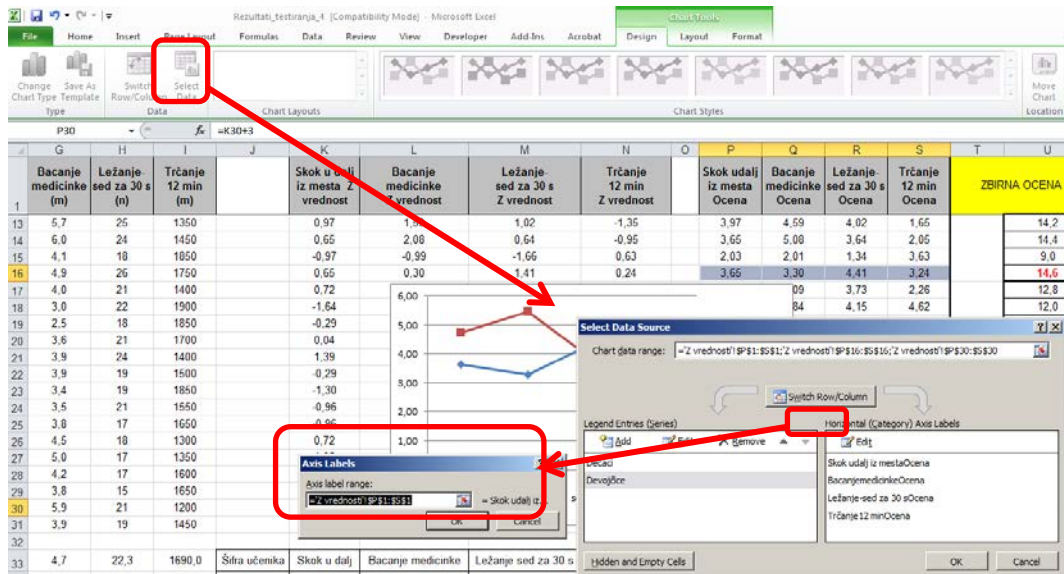 Rezultati_testiranja_4 [Compatibility Mode] - Microsoft Excel
Chart Tools
File Home Insert Page Layout Formulas Data Review View Developer Add-Ins Acrobat Design Layout Format
Change Chart Type
Save As Template
Switch Row/Column
Select Data
Move Chart
Type Data Chart Layouts Chart Styles Location
P30 fx =K30+3
G H I J K L M N O P Q R S T U
1 Bacanje medicinke (m) Ležanje-sed za 30 s (n) Trčanje 12 min (m) Skok u dalj iz mesta Z vrednost Bacanje medicinke Z vrednost Ležanje-sed za 30 s Z vrednost Trčanje 12 min Z vrednost Skok udalj iz mesta Ocena Bacanje medicinke Ocena Ležanje-sed za 30 s Ocena Trčanje 12 min Ocena ZBIRNA OCENA
13 5,7 25 1350 0,97 1,02 -1,35 3,97 4,59 4,02 1,65 14,2
14 6,0 24 1450 0,65 2,08 0,64 -0,95 3,65 5,08 3,64 2,05 14,4
15 4,1 18 1850 -0,97 -0,99 -1,66 0,63 2,03 2,01 1,34 3,63 9,0
16 4,9 26 1750 0,65 0,30 1,41 0,24 3,65 3,30 4,41 3,24 14,6
17 4,0 21 1400 0,72 09 3,73 2,26 12,8
18 3,0 22 1900 -1,64 84 4,15 4,62 12,0
19 2,5 18 1850 -0,29
20 3,6 21 1700 0,04
21 3,9 24 1400 1,39
22 3,9 19 1500 -0,29
23 3,4 19 1850 -1,30
24 3,5 21 1550 -0,96
25 3,8 17 1650 -0,96
26 4,5 18 1300 0,72
27 5,0 17 1350
28 4,2 17 1600
29 3,8 15 1650
30 5,9 21 1200
31 3,9 19 1450
32
33 4,7 22,3 1690,0 Šifra učenika Skok u dalj Bacanje medicinke Ležanje sed za 30 s
6,00
5,00
4,00
3,00
2,00
1,00
Select Data Source
Chart data range: ='Z vrednosti'!$P$1:$S$1;'Z vrednosti'!$P$16:$S$16;'Z vrednosti'!$P$30:$S$30
Switch Row/Column
Legend Entries (Series)
Add Edit Remove
Dečaci
Devojčice
Horizontal (Category) Axis Labels
Edit
Skok udalj iz mestaOcena
BacanjemedicinkeOcena
Ležanje-sed za 30 sOcena
Trčanje12 minOcena
Hidden and Empty Cells
OK Cancel
Axis Labels
Axis label range:
='Z vrednosti'!$P$1:$S$1 = Skok udalj iz...
OK Cancel